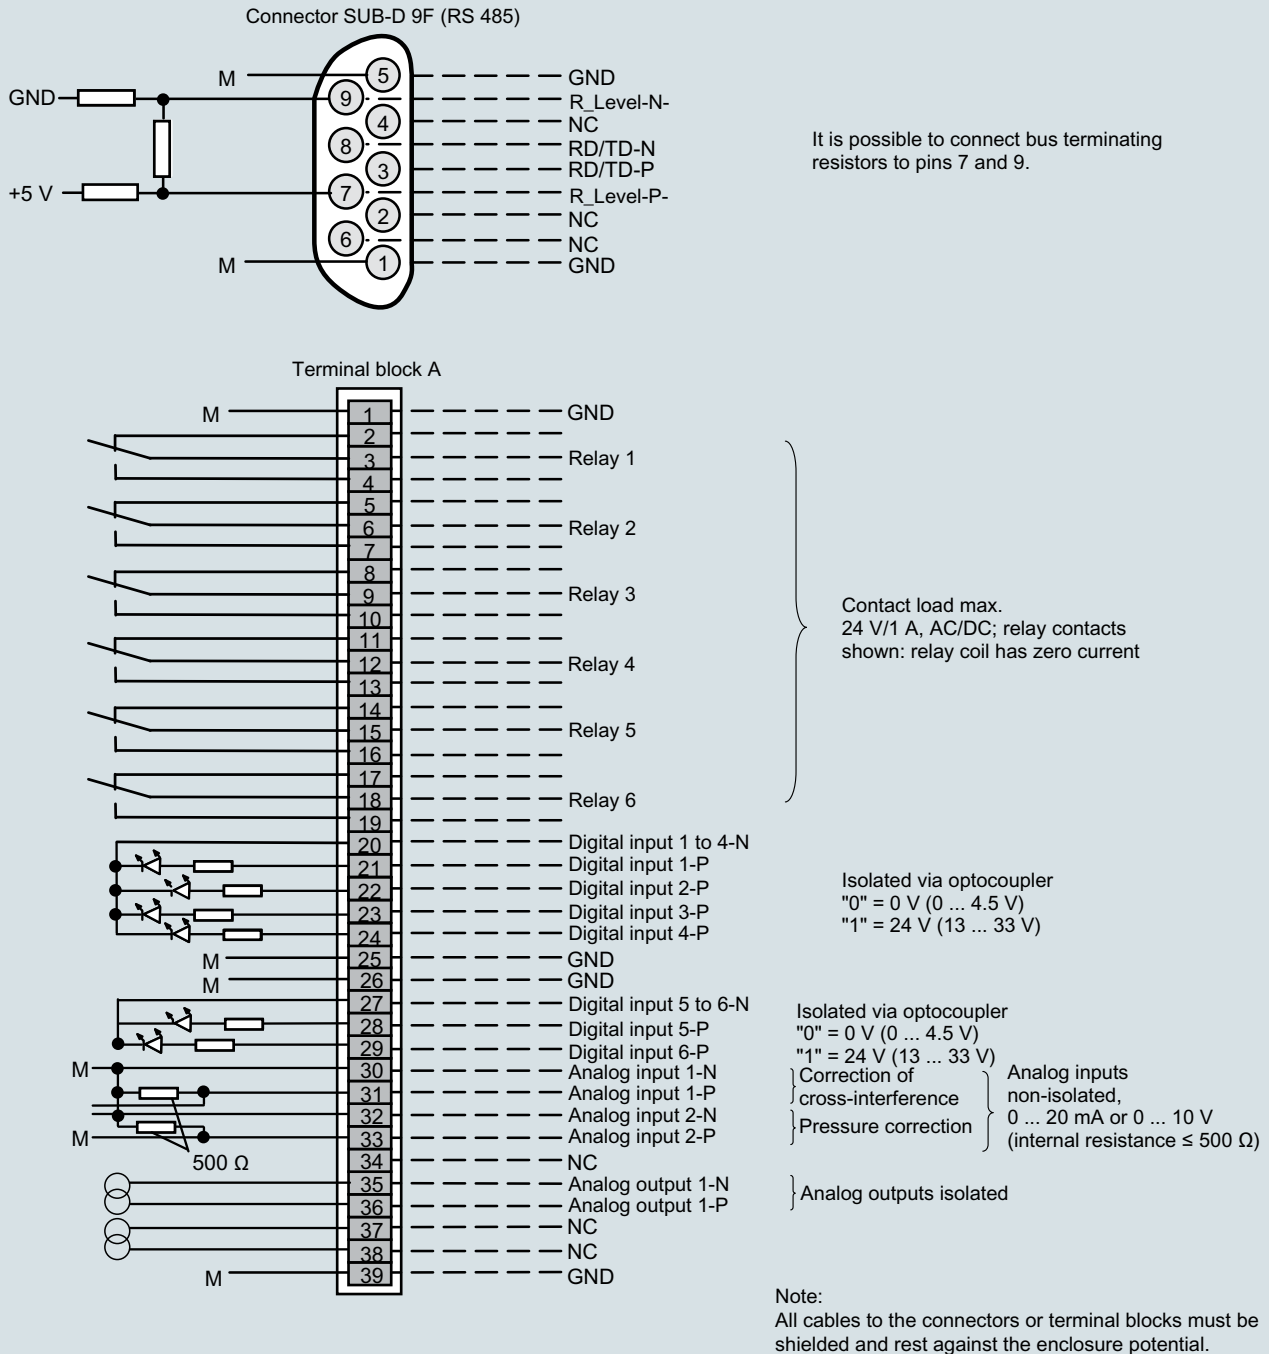 Connector SUB-D 9F (RS 485)
M 5 GND
GND 9 R_Level-N-
4 NC
8 RD/TD-N
3 RD/TD-P
+5 V 7 R_Level-P-
2 NC
6 NC
M 1 GND
It is possible to connect bus terminating
resistors to pins 7 and 9.
Terminal block A
M 1 GND
2
3 Relay 1
4
5
6 Relay 2
7
8
9 Relay 3
10
11
12 Relay 4
13
14
15 Relay 5
16
17
18 Relay 6
19
Contact load max.
24 V/1 A, AC/DC; relay contacts
shown: relay coil has zero current
20 Digital input 1 to 4-N
21 Digital input 1-P
22 Digital input 2-P
23 Digital input 3-P
24 Digital input 4-P
Isolated via optocoupler
"0" = 0 V (0 ... 4.5 V)
"1" = 24 V (13 ... 33 V)
M 25 GND
M 26 GND
27 Digital input 5 to 6-N
28 Digital input 5-P
29 Digital input 6-P
Isolated via optocoupler
"0" = 0 V (0 ... 4.5 V)
"1" = 24 V (13 ... 33 V)
M 30 Analog input 1-N
31 Analog input 1-P
32 Analog input 2-N
M 33 Analog input 2-P
500 Ω
Correction of
cross-interference
Pressure correction
Analog inputs
non-isolated,
0 ... 20 mA or 0 ... 10 V
(internal resistance ≤ 500 Ω)
34 NC
35 Analog output 1-N
36 Analog output 1-P
Analog outputs isolated
37 NC
38 NC
M 39 GND
Note:
All cables to the connectors or terminal blocks must be
shielded and rest against the enclosure potential.